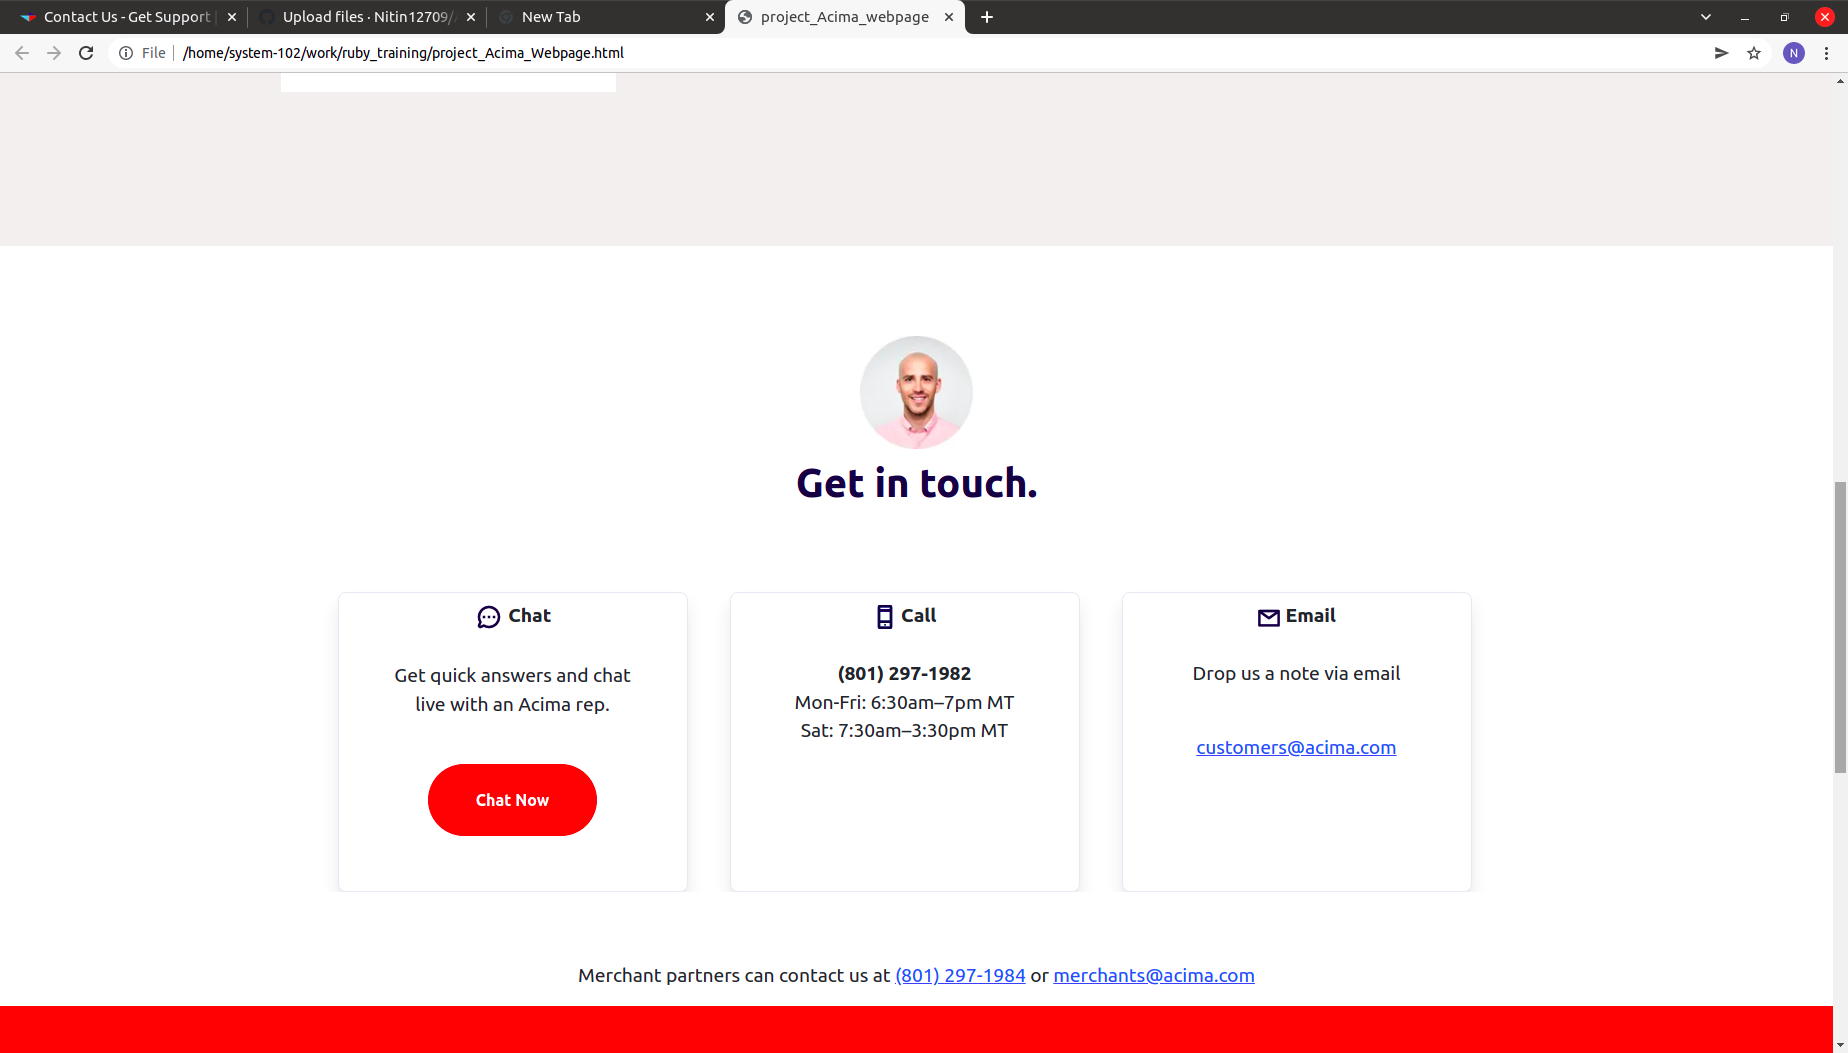 Contact Us - Get Support
Upload files · Nitin12709/
New Tab
project_Acima_webpage
File
/home/system-102/work/ruby_training/project_Acima_Webpage.html
N
Get in touch.
Chat
Get quick answers and chat
live with an Acima rep.
Chat Now
Call
(801) 297-1982
Mon-Fri: 6:30am–7pm MT
Sat: 7:30am–3:30pm MT
Email
Drop us a note via email
customers@acima.com
Merchant partners can contact us at (801) 297-1984 or merchants@acima.com